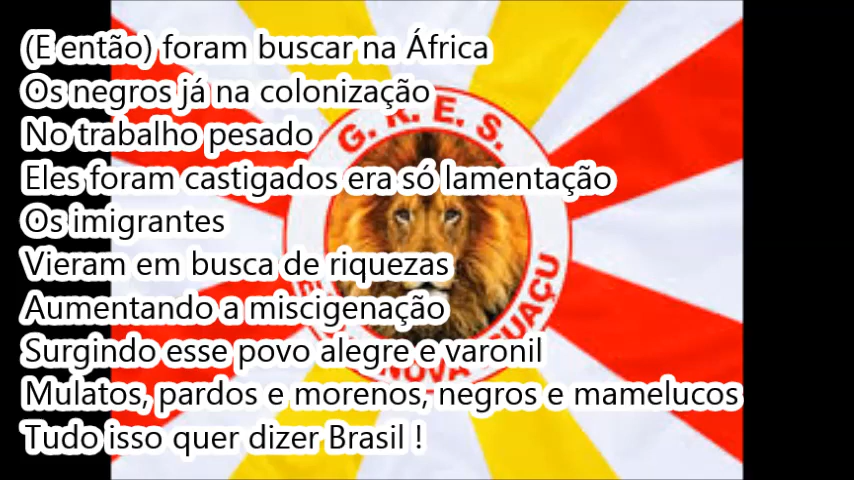 (E então) foram buscar na África
Os negros já na colonização
No trabalho pesado
Eles foram castigados era só lamentação
Os imigrantes
Vieram em busca de riquezas
Aumentando a miscigenação
Surgindo esse povo alegre e varonil
Mulatos, pardos e morenos, negros e mamelucos
Tudo isso quer dizer Brasil !
G. R. E. S.
NOVA